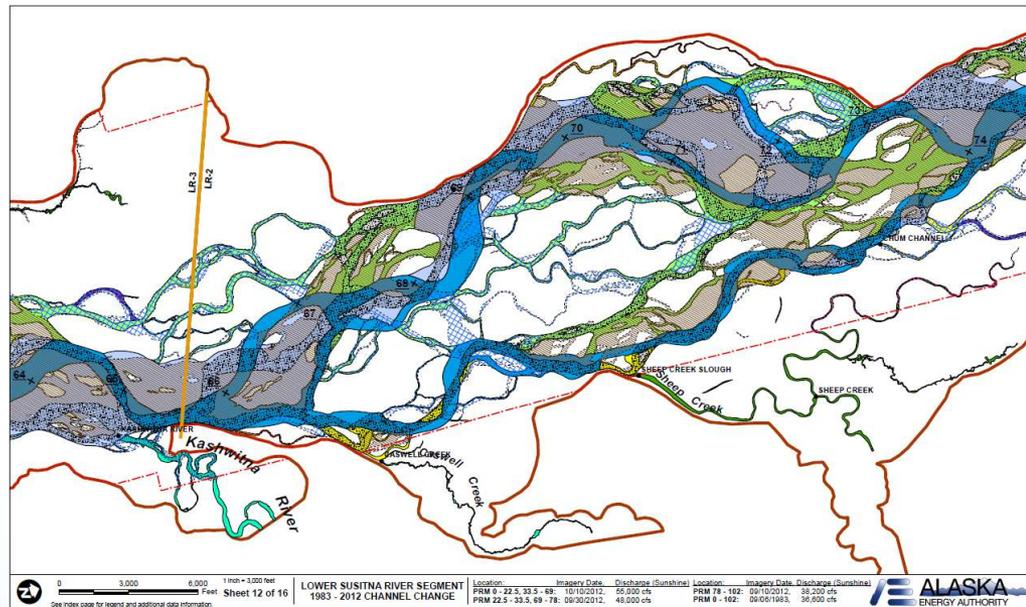 70
71
72
74
69
LR-3
LR-2
CHUM CHANNEL
68
67
64
65
66
SHEEP CREEK SLOUGH
Sheep Creek
SHEEP CREEK
KASHWITNA RIVER
Kashwitna River
CASWELL CREEK
Caswell Creek
0 3,000 6,000 Feet
1 inch = 3,000 feet
Sheet 12 of 16
See Index page for legend and additional data information.
LOWER SUSITNA RIVER SEGMENT
1983 - 2012 CHANNEL CHANGE
Location: Imagery Date, Discharge (Sunshine)
PRM 0 - 22.5, 33.5 - 69: 10/10/2012, 55,000 cfs
PRM 22.5 - 33.5, 69 - 78: 09/30/2012, 48,000 cfs
Location: Imagery Date, Discharge (Sunshine)
PRM 78 - 102: 09/10/2012, 38,200 cfs
PRM 0 - 102: 09/06/1983, 36,600 cfs
ALASKA
ENERGY AUTHORITY